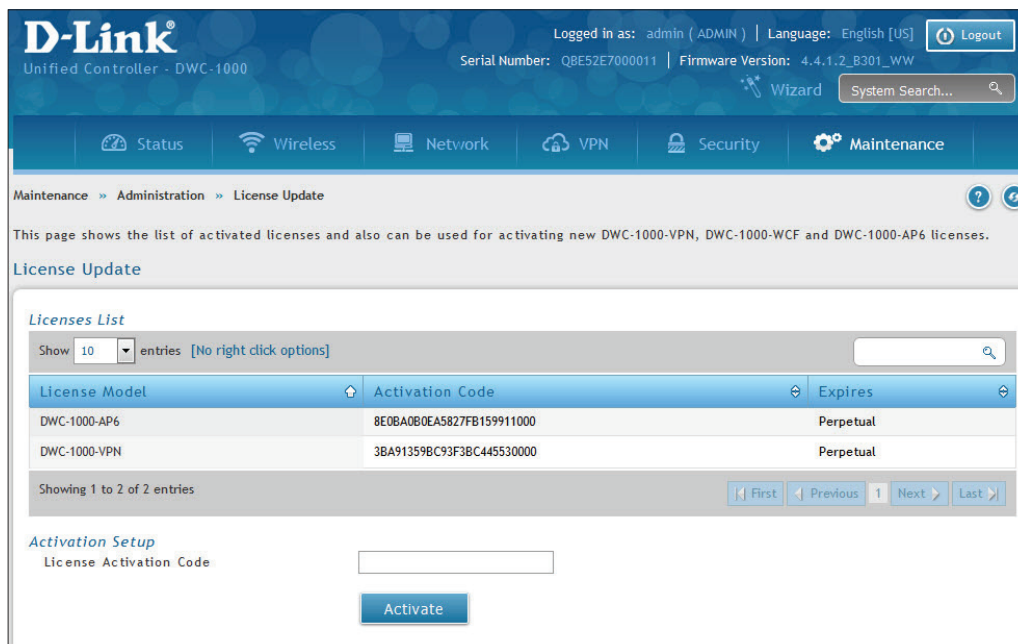 D-Link®
Logged in as: admin ( ADMIN ) | Language: English [US] Logout
Unified Controller - DWC-1000
Serial Number: QBE52E7000011 | Firmware Version: 4.4.1.2_B301_WW
Wizard System Search...
Status Wireless Network VPN Security Maintenance
Maintenance » Administration » License Update ?
This page shows the list of activated licenses and also can be used for activating new DWC-1000-VPN, DWC-1000-WCF and DWC-1000-AP6 licenses.
License Update
Licenses List
Show 10 entries [No right click options]
License Model Activation Code Expires
DWC-1000-AP6 8E0BA0B0EA5827FB159911000 Perpetual
DWC-1000-VPN 3BA91359BC93F3BC445530000 Perpetual
Showing 1 to 2 of 2 entries First Previous 1 Next Last
Activation Setup
License Activation Code
Activate